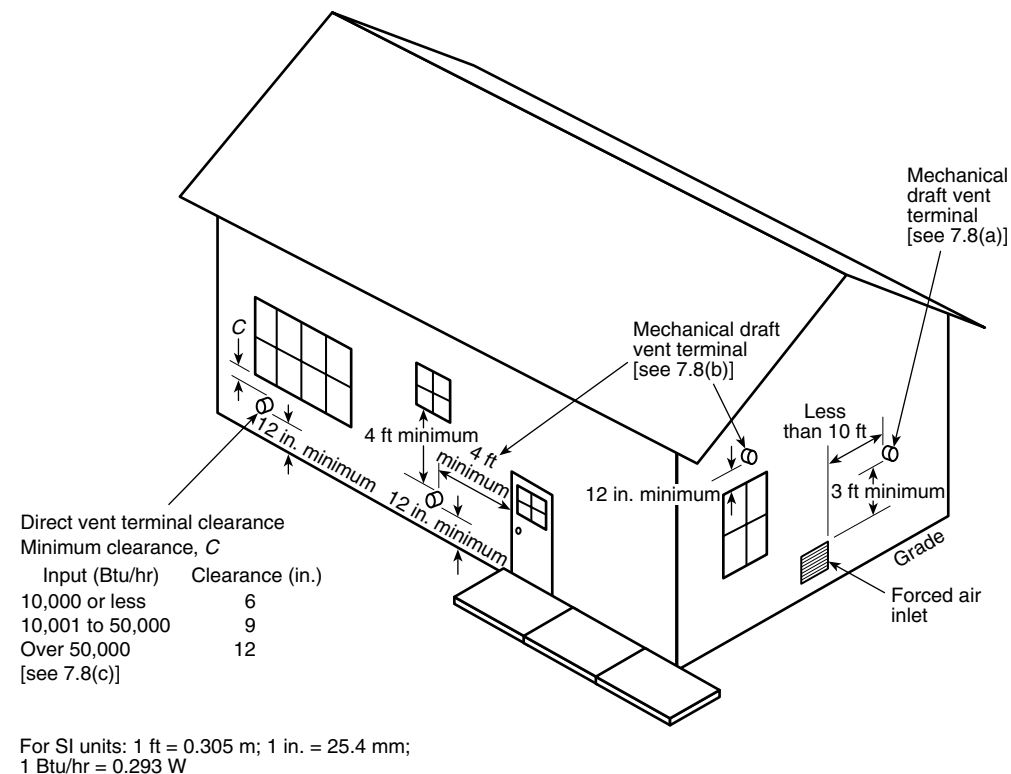 Mechanical
draft vent
terminal
[see 7.8(a)]
Mechanical draft
vent terminal
[see 7.8(b)]
C
Less
than 10 ft
4 ft minimum
4 ft
minimum
12 in. minimum
12 in. minimum
12 in. minimum
3 ft minimum
Grade
Forced air
inlet
Direct vent terminal clearance
Minimum clearance, C
Input (Btu/hr) Clearance (in.)
10,000 or less 6
10,001 to 50,000 9
Over 50,000 12
[see 7.8(c)]
For SI units: 1 ft = 0.305 m; 1 in. = 25.4 mm;
1 Btu/hr = 0.293 W